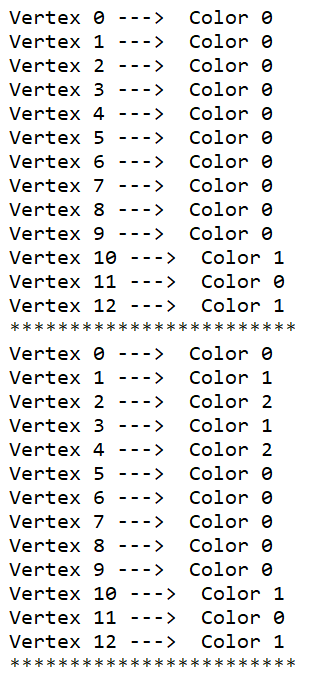 Vertex 0 --->  Color 0
Vertex 1 --->  Color 0
Vertex 2 --->  Color 0
Vertex 3 --->  Color 0
Vertex 4 --->  Color 0
Vertex 5 --->  Color 0
Vertex 6 --->  Color 0
Vertex 7 --->  Color 0
Vertex 8 --->  Color 0
Vertex 9 --->  Color 0
Vertex 10 --->  Color 1
Vertex 11 --->  Color 0
Vertex 12 --->  Color 1
************************
Vertex 0 --->  Color 0
Vertex 1 --->  Color 1
Vertex 2 --->  Color 2
Vertex 3 --->  Color 1
Vertex 4 --->  Color 2
Vertex 5 --->  Color 0
Vertex 6 --->  Color 0
Vertex 7 --->  Color 0
Vertex 8 --->  Color 0
Vertex 9 --->  Color 0
Vertex 10 --->  Color 1
Vertex 11 --->  Color 0
Vertex 12 --->  Color 1
************************